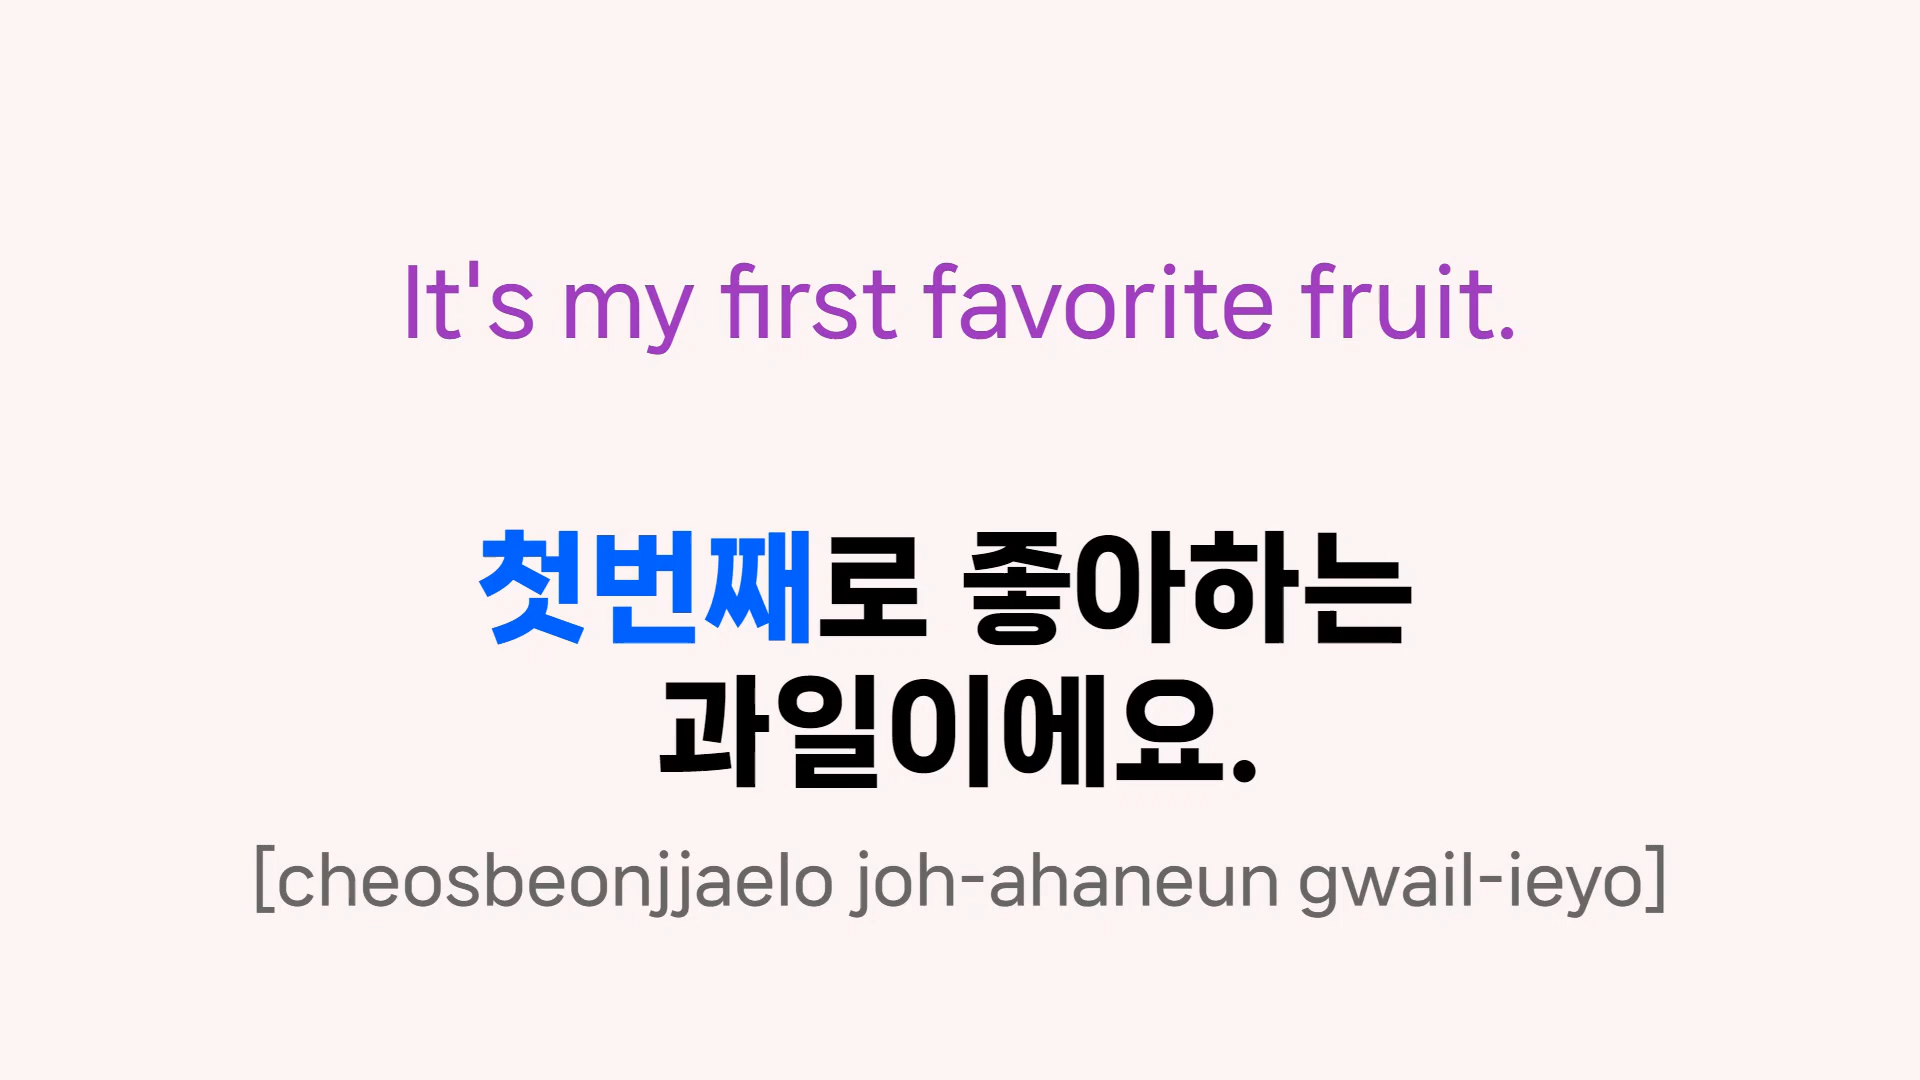 It's my first favorite fruit.
첫번째로 좋아하는
과일이에요.
[cheosbeonjjaelo joh-ahaneun gwail-ieyo]